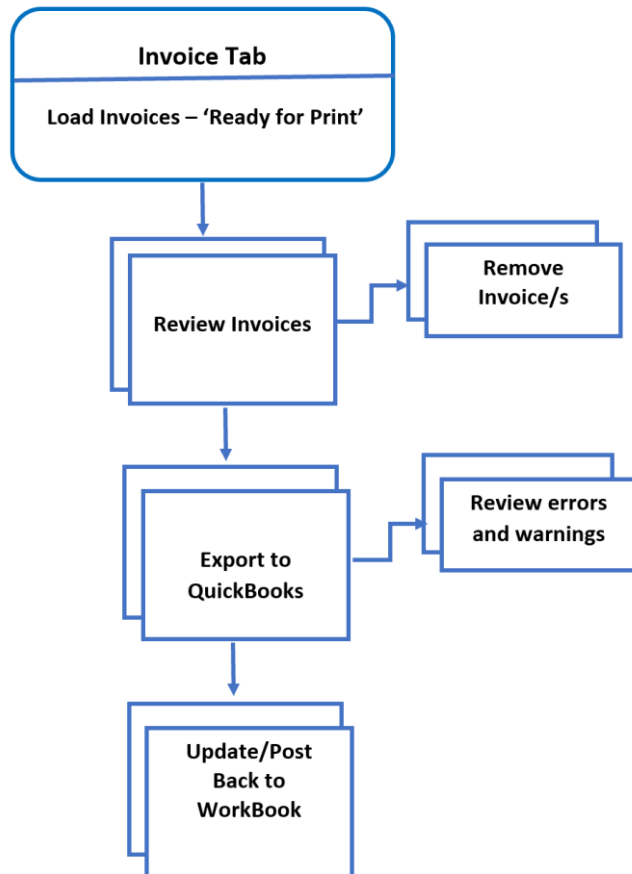 Invoice Tab
Load Invoices – ‘Ready for Print’
Review Invoices
Remove
Invoice/s
Export to
QuickBooks
Review errors
and warnings
Update/Post
Back to
WorkBook